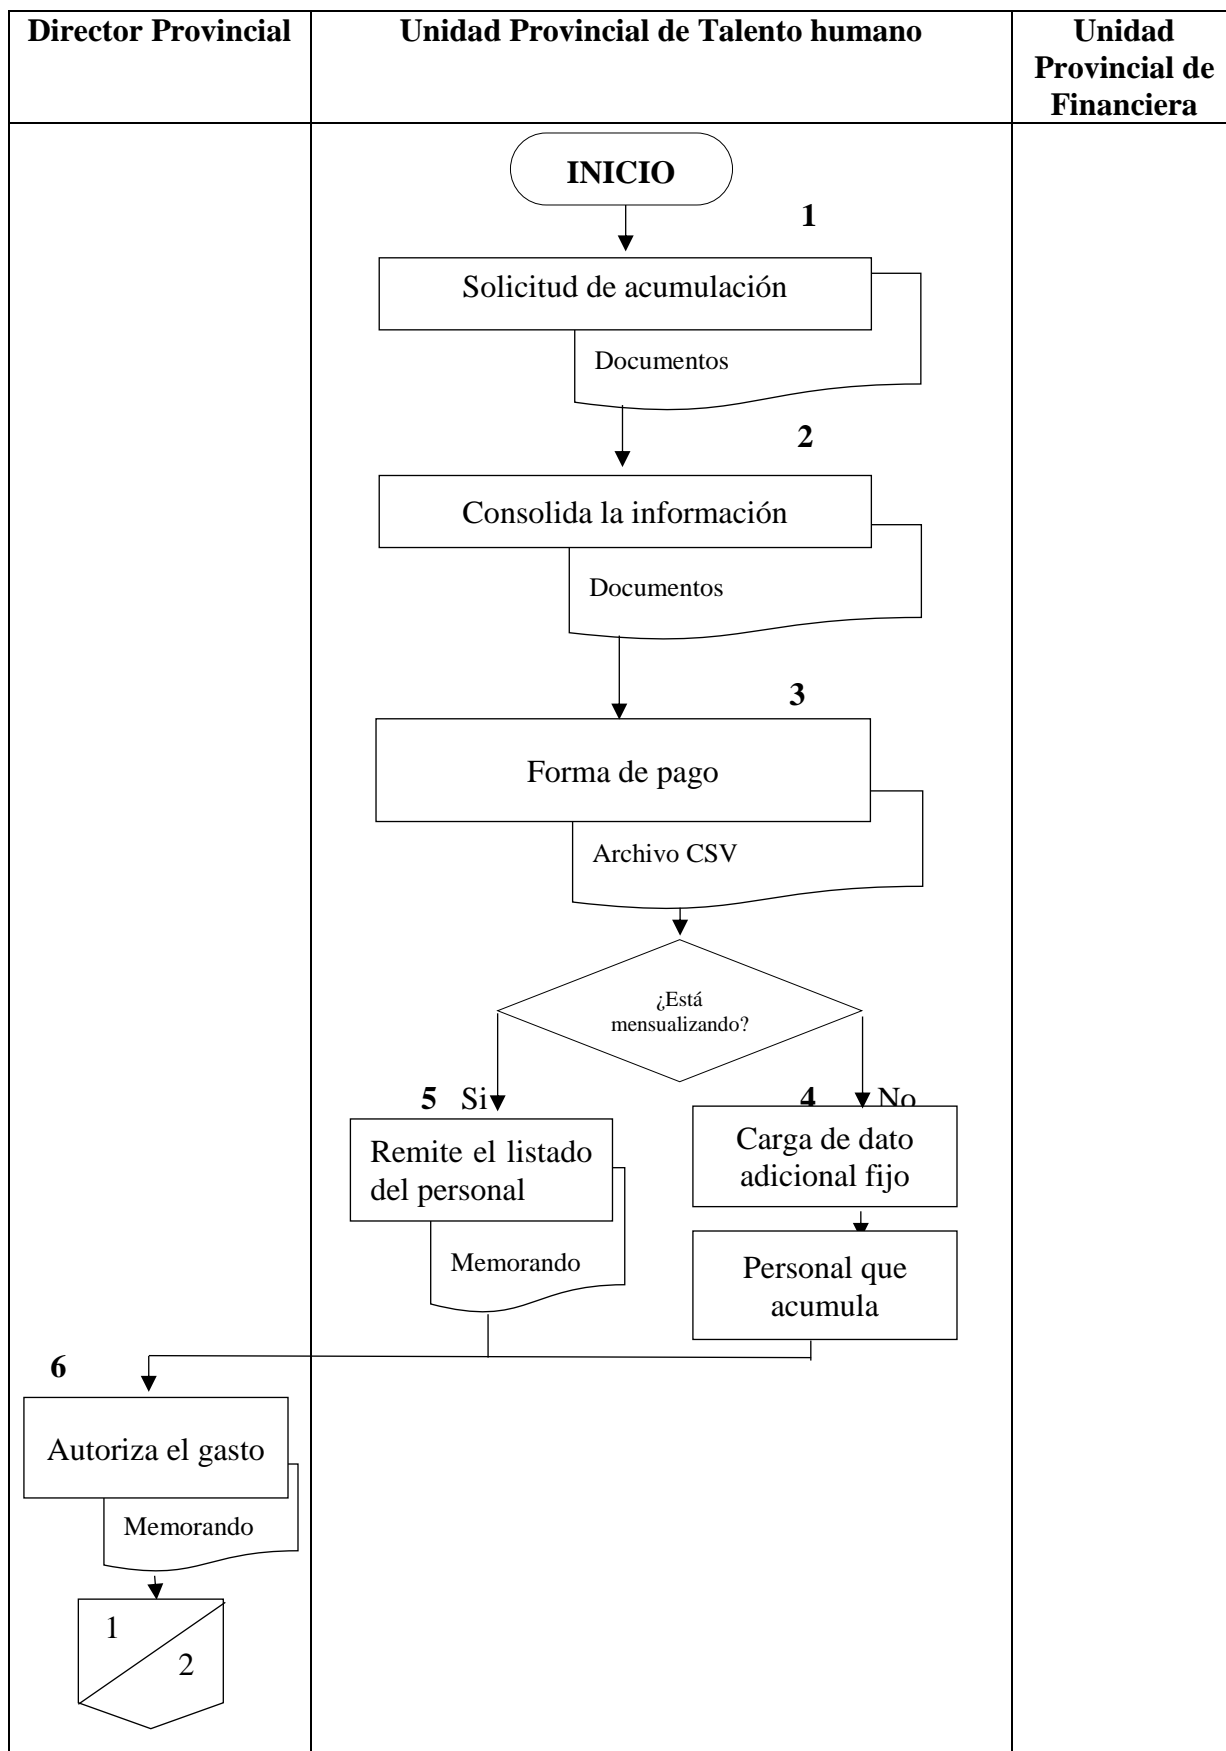 Director Provincial
Unidad Provincial de Talento humano
Unidad
Provincial de
Financiera
INICIO
1
Solicitud de acumulación
Documentos
2
Consolida la información
Documentos
3
Forma de pago
Archivo CSV
¿Está
mensualizando?
5 Si
4 No
Remite el listado
del personal
Memorando
Carga de dato
adicional fijo
Personal que
acumula
6
Autoriza el gasto
Memorando
1
2